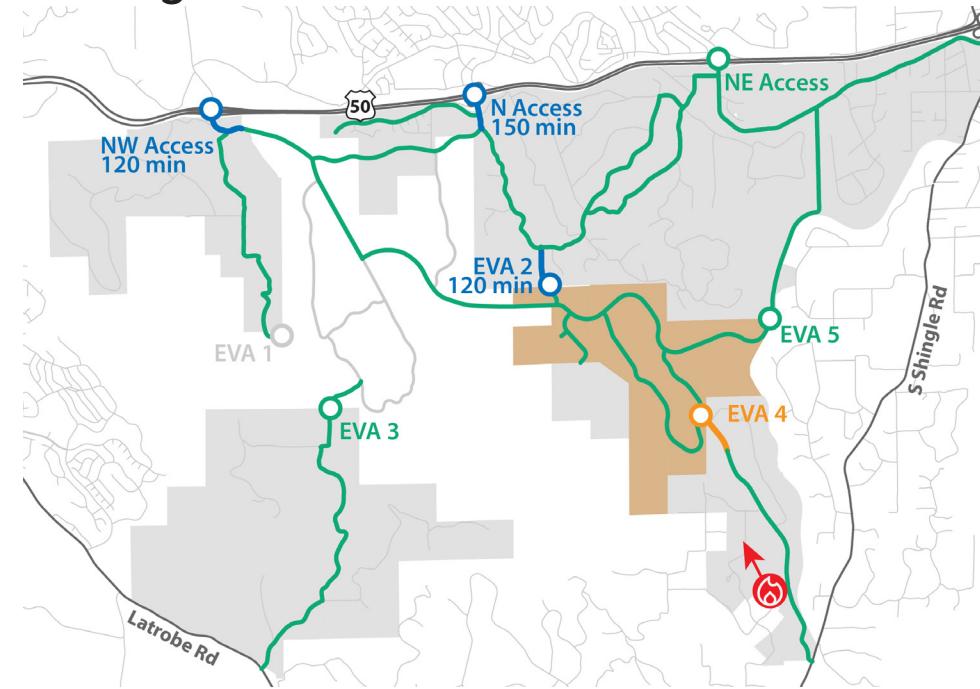 50
NE Access
N Access
150 min
NW Access
120 min
EVA 2
120 min
EVA 1
EVA 5
S Shingle Rd
EVA 4
EVA 3
Latrobe Rd